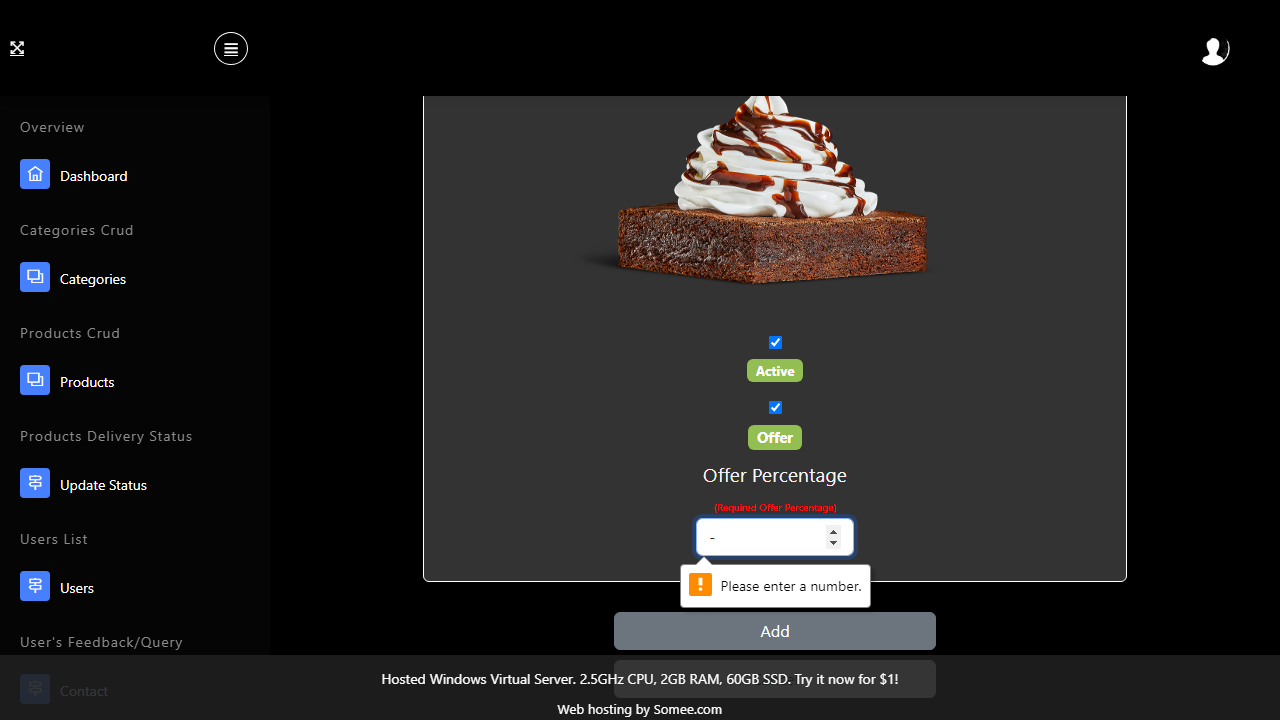 Overview
Dashboard
Categories Crud
Categories
Products Crud
Products
Products Delivery Status
Update Status
Users List
Users
User's Feedback/Query
Contact
Active
Offer
Offer Percentage
(Required Offer Percentage)
-
Please enter a number.
Add
Hosted Windows Virtual Server. 2.5GHz CPU, 2GB RAM, 60GB SSD. Try it now for $1!
Web hosting by Somee.com